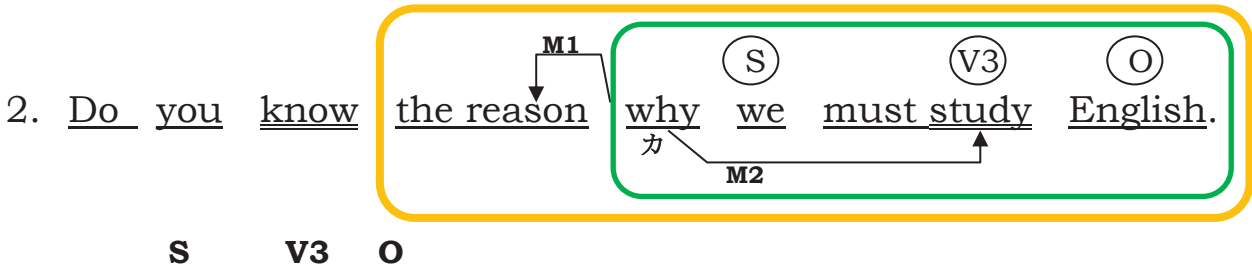 M1 S V3 O
2. Do you know the reason why we must study English.
カ
M2
S V3 O